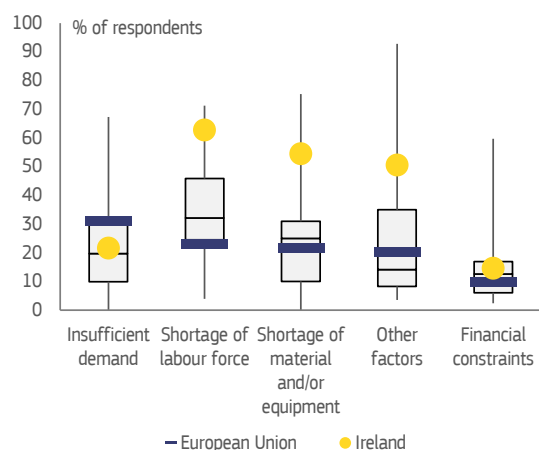 % of respondents
100
90
80
70
60
50
40
30
20
10
0
Insufficient
demand
Shortage of
labour force
Shortage of
material
and/or
equipment
Other
factors
Financial
constraints
European Union
Ireland